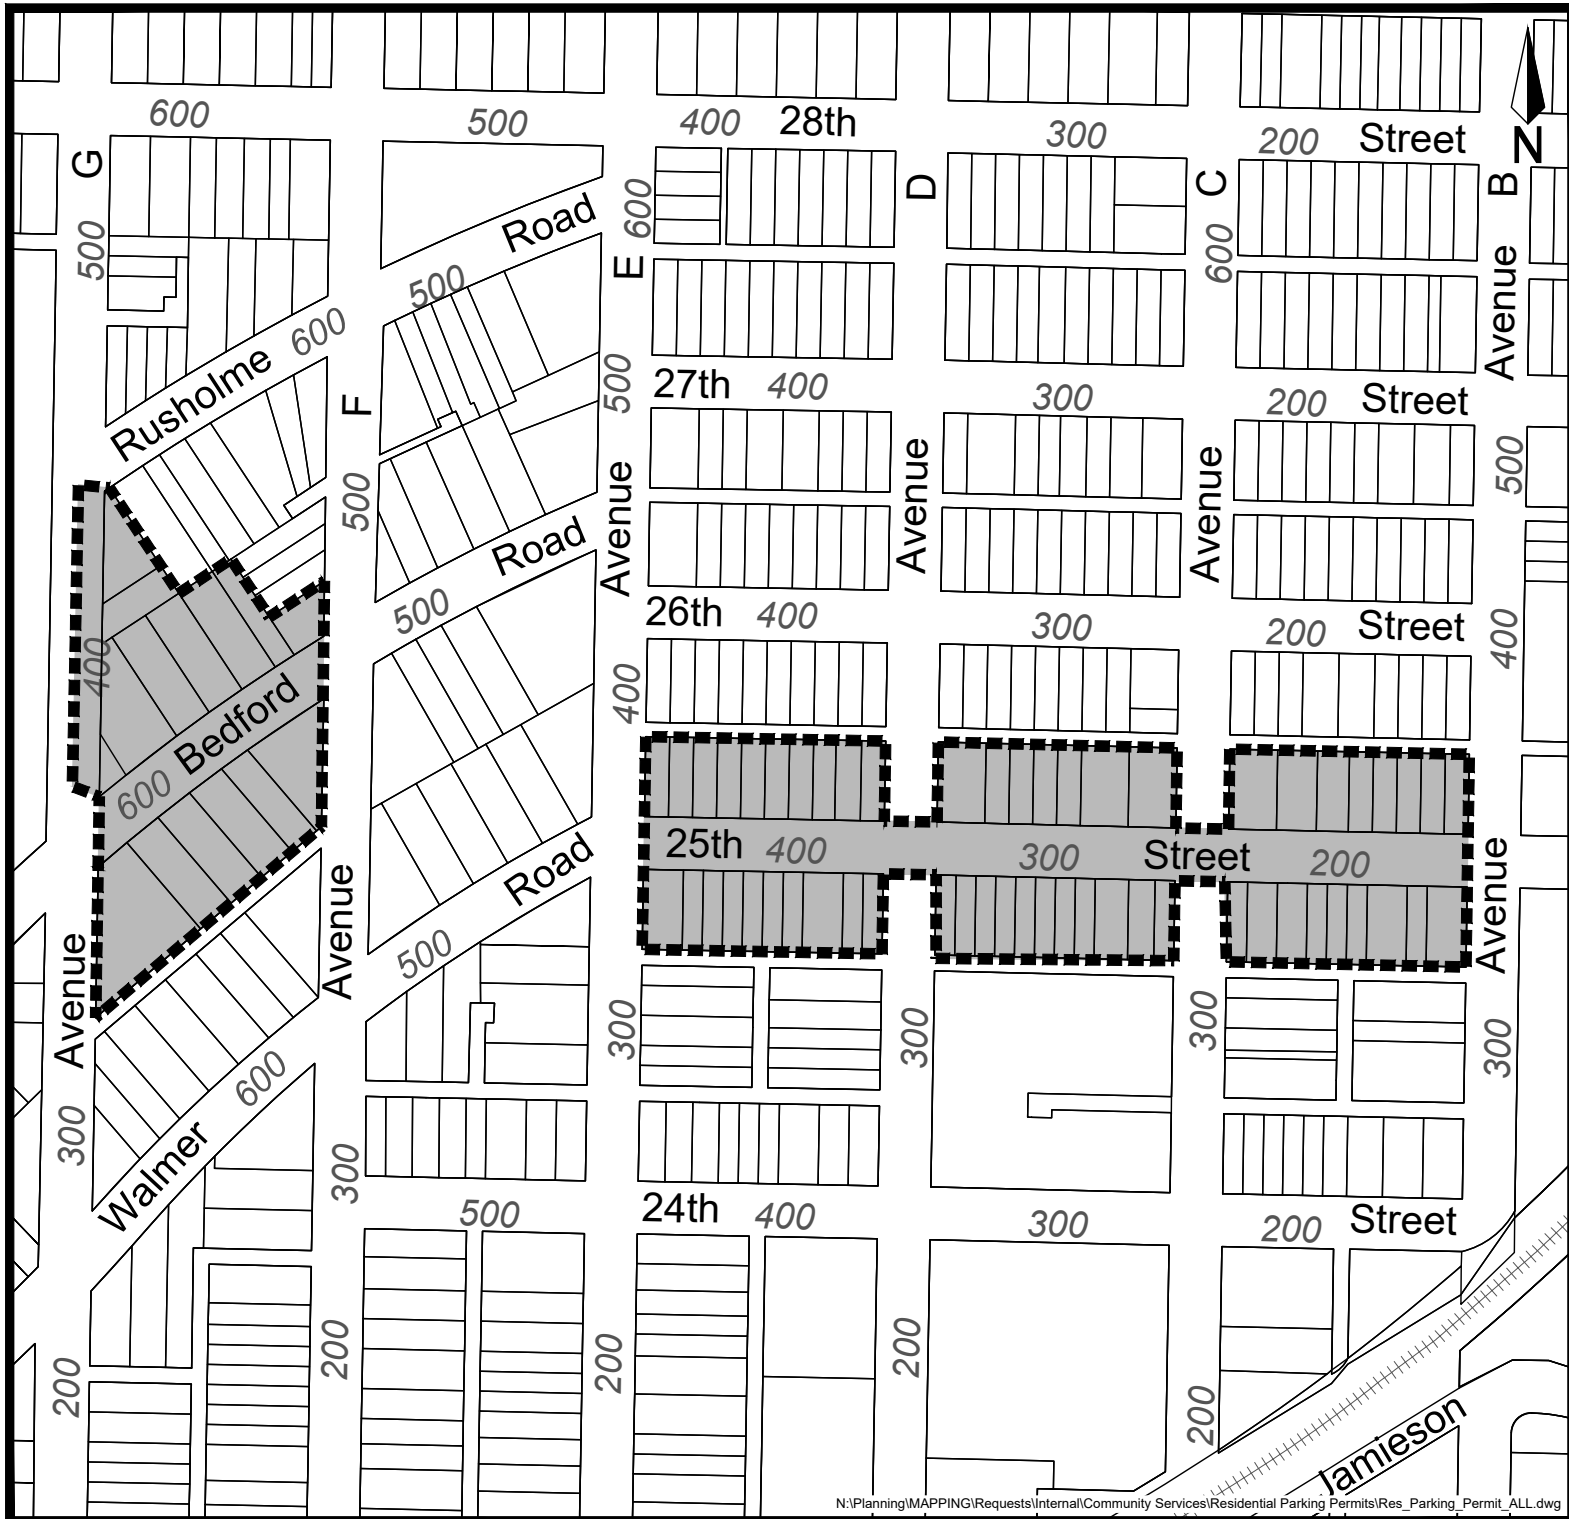 600
500
400 28th
300
200 Street
N
G
D
C
B
500
600
600
Road
E
500
Avenue
600
Rusholme
F
500
27th 400
300
200 Street
500
Avenue
Avenue
Avenue
500
Road
500
26th 400
300
200 Street
400
400
400
Bedford
600
25th 400
300
Street
200
Road
500
Avenue
Avenue
Avenue
300
300
300
300
300
Walmer
600
300
500
24th 400
300
200 Street
200
200
200
200
200
Jamieson
N:\Planning\MAPPING\Requests\Internal\Community Services\Residential Parking Permits\Res_Parking_Permit_ALL.dwg